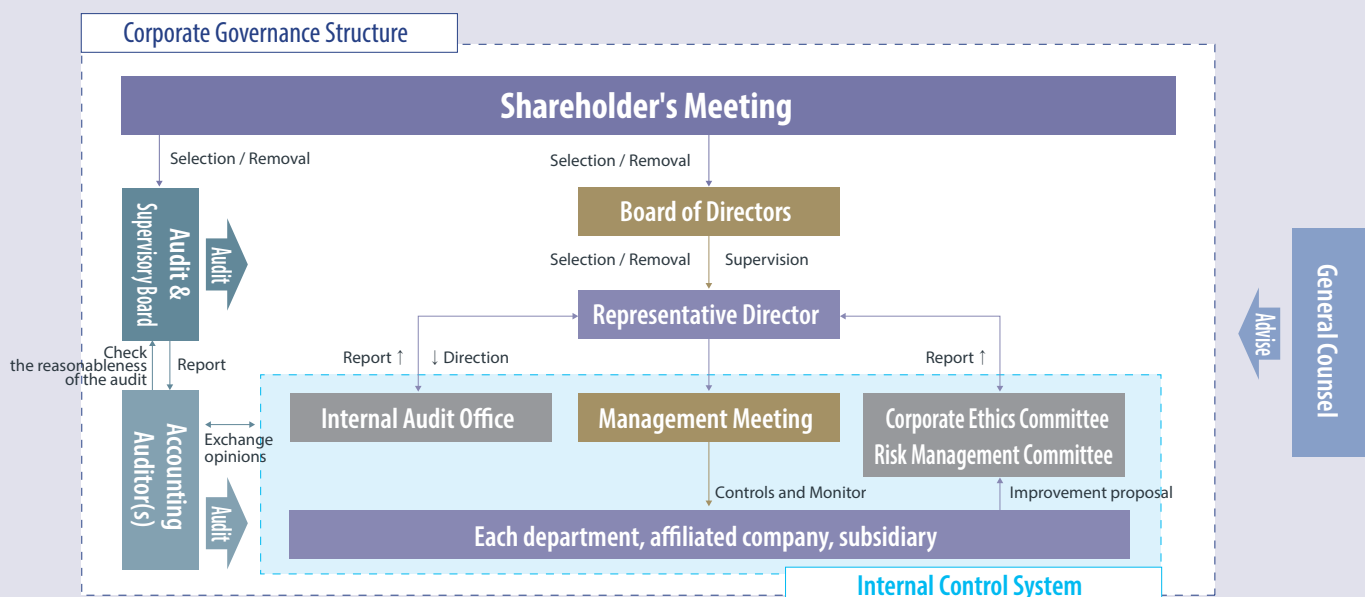 Corporate Governance Structure
Shareholder's Meeting
Selection / Removal
Selection / Removal
Audit &
Supervisory Board
Audit
Board of Directors
Selection / Removal
Supervision
General Counsel
Advise
Representative Director
Check
the reasonableness
of the audit
Report
Report ↑
↓ Direction
Report ↑
Accounting
Auditor(s)
Exchange
opinions
Audit
Internal Audit Office
Management Meeting
Corporate Ethics Committee
Risk Management Committee
Controls and Monitor
Improvement proposal
Each department, affiliated company, subsidiary
Internal Control System